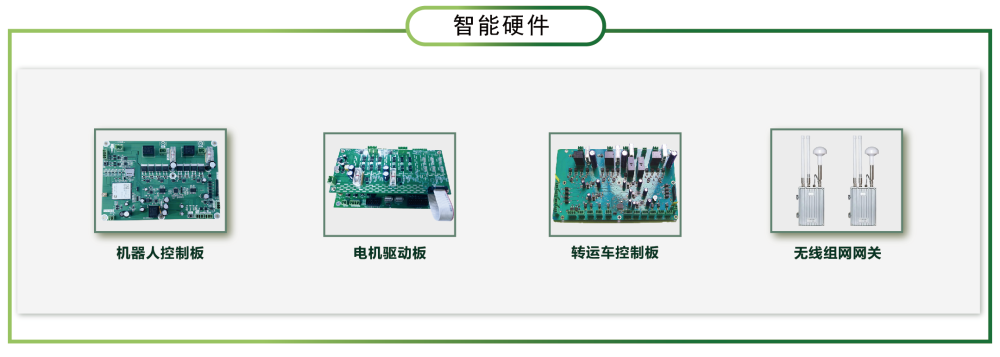 智能硬件
机器人控制板
电机驱动板
转运车控制板
无线组网网关